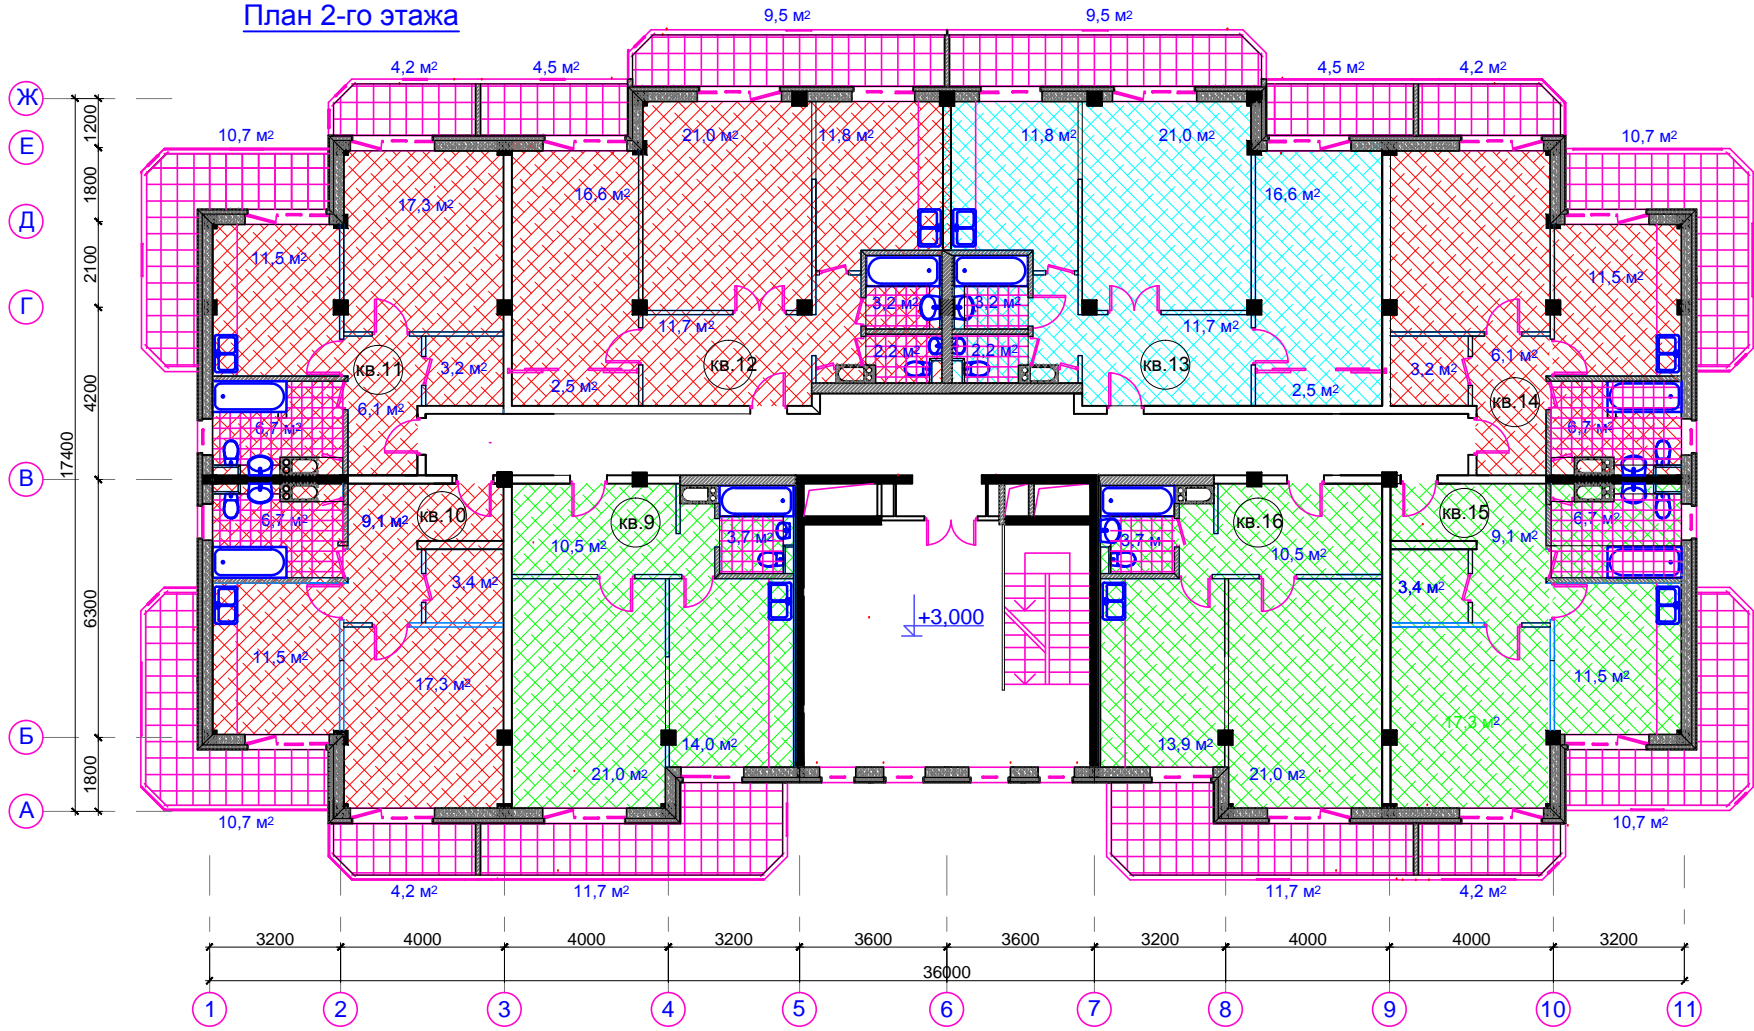 План 2-го этажа
9,5 м²
9,5 м²
4,2 м²
4,5 м²
4,5 м²
4,2 м²
10,7 м²
10,7 м²
Ж
Е
Д
Г
В
Б
А
1200
1800
2100
4200
6300
1800
17400
21,0 м²
11,8 м²
11,8 м²
21,0 м²
17,3 м²
16,6 м²
16,6 м²
11,5 м²
11,5 м²
3,2 м²
3,2 м²
11,7 м²
11,7 м²
2,2 м²
2,2 м²
кв.11
3,2 м²
кв.12
кв.13
3,2 м²
6,1 м²
2,5 м²
2,5 м²
кв.14
6,1 м²
6,7 м²
6,7 м²
6,7 м²
9,1 м²
кв.10
кв.9
10,5 м²
3,7 м²
3,7 м
кв.16
10,5 м²
кв.15
9,1 м²
6,7 м²
3,4 м²
3,4 м²
+3,000
11,5 м²
17,3 м²
11,5 м²
17,3 м²
14,0 м²
21,0 м²
13,9 м²
21,0 м²
10,7 м²
10,7 м²
4,2 м²
11,7 м²
11,7 м²
4,2 м²
3200
4000
4000
3200
3600
3600
3200
4000
4000
3200
36000
1
2
3
4
5
6
7
8
9
10
11